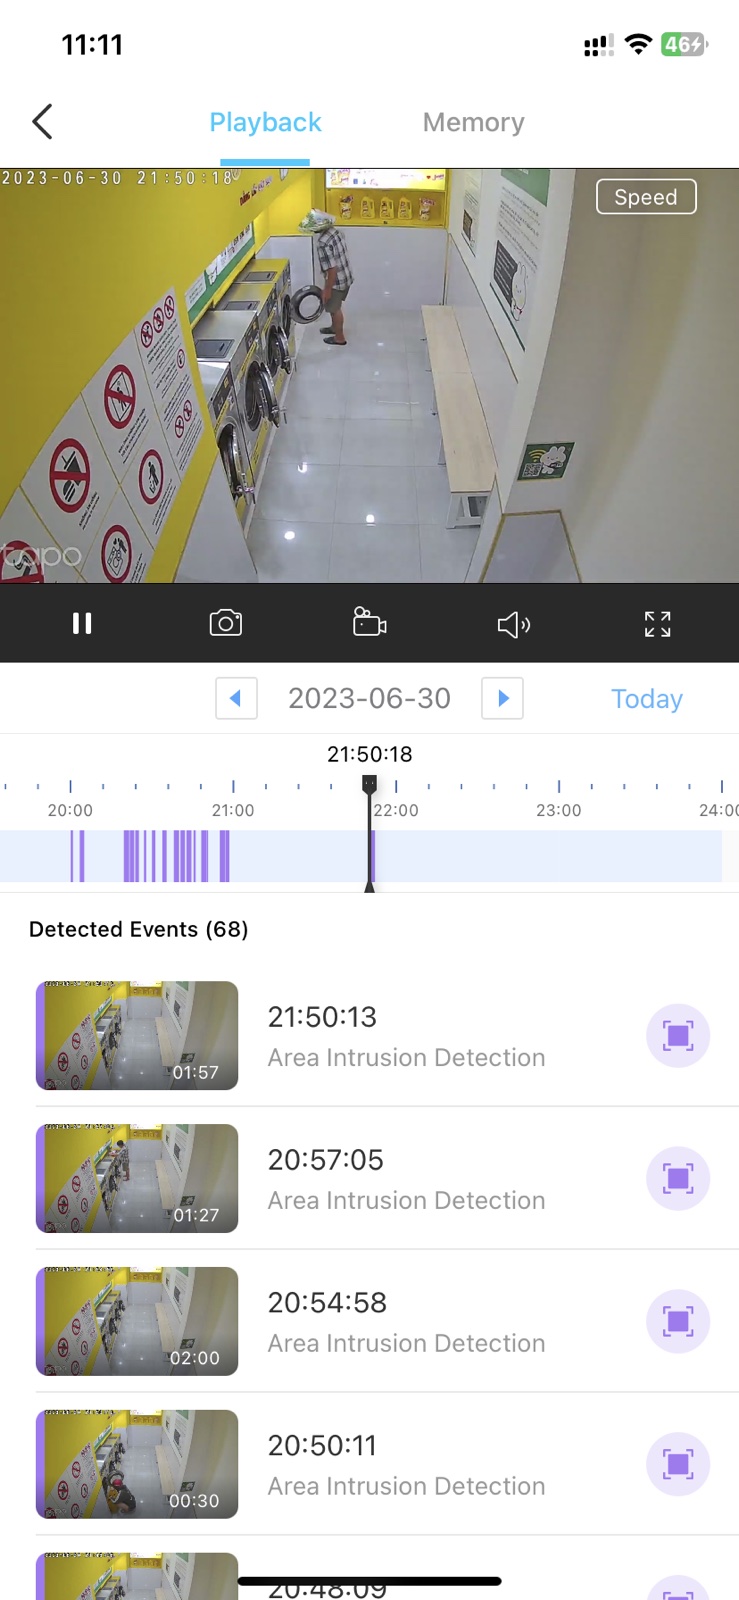 11:11
46
Playback
Memory
2023-06-30 21:50:18
Speed
tapo
2023-06-30
Today
21:50:18
20:00
21:00
22:00
23:00
24:00
Detected Events (68)
21:50:13
Area Intrusion Detection
01:57
20:57:05
Area Intrusion Detection
01:27
20:54:58
Area Intrusion Detection
02:00
20:50:11
Area Intrusion Detection
00:30
20:48:09